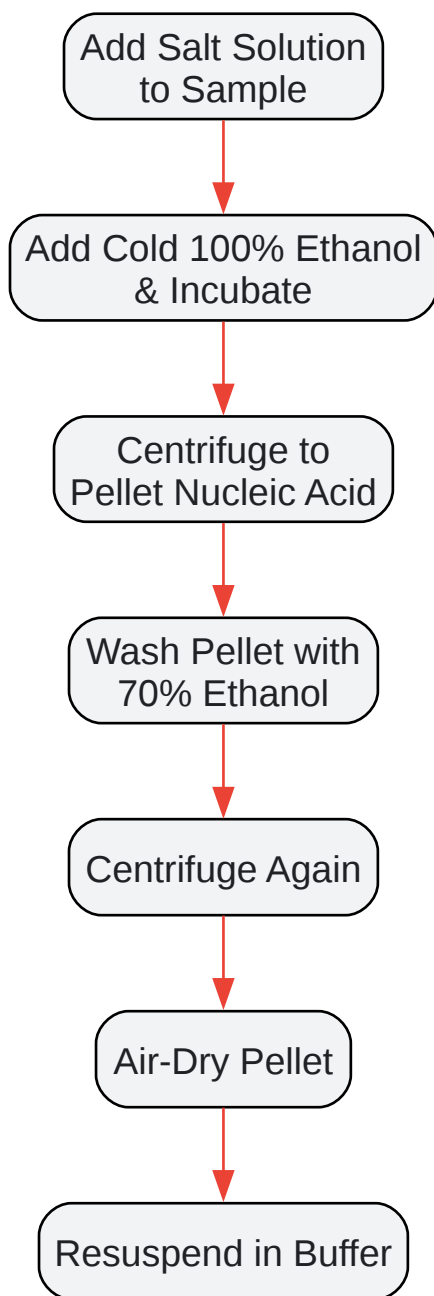 Add Salt Solution
to Sample
Add Cold 100% Ethanol
& Incubate
Centrifuge to
Pellet Nucleic Acid
Wash Pellet with
70% Ethanol
Centrifuge Again
Air-Dry Pellet
Resuspend in Buffer